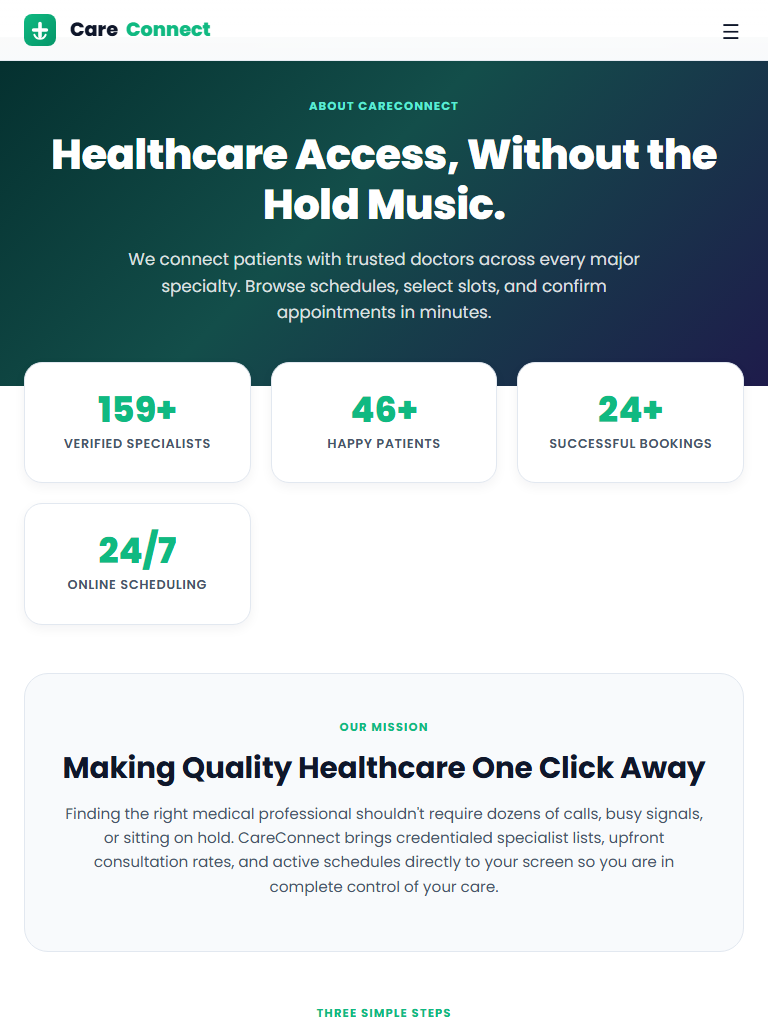 Care Connect
ABOUT CARECONNECT
Healthcare Access, Without the
Hold Music.
We connect patients with trusted doctors across every major
specialty. Browse schedules, select slots, and confirm
appointments in minutes.
159+
VERIFIED SPECIALISTS
46+
HAPPY PATIENTS
24+
SUCCESSFUL BOOKINGS
24/7
ONLINE SCHEDULING
OUR MISSION
Making Quality Healthcare One Click Away
Finding the right medical professional shouldn't require dozens of calls, busy signals,
or sitting on hold. CareConnect brings credentialed specialist lists, upfront
consultation rates, and active schedules directly to your screen so you are in
complete control of your care.
THREE SIMPLE STEPS